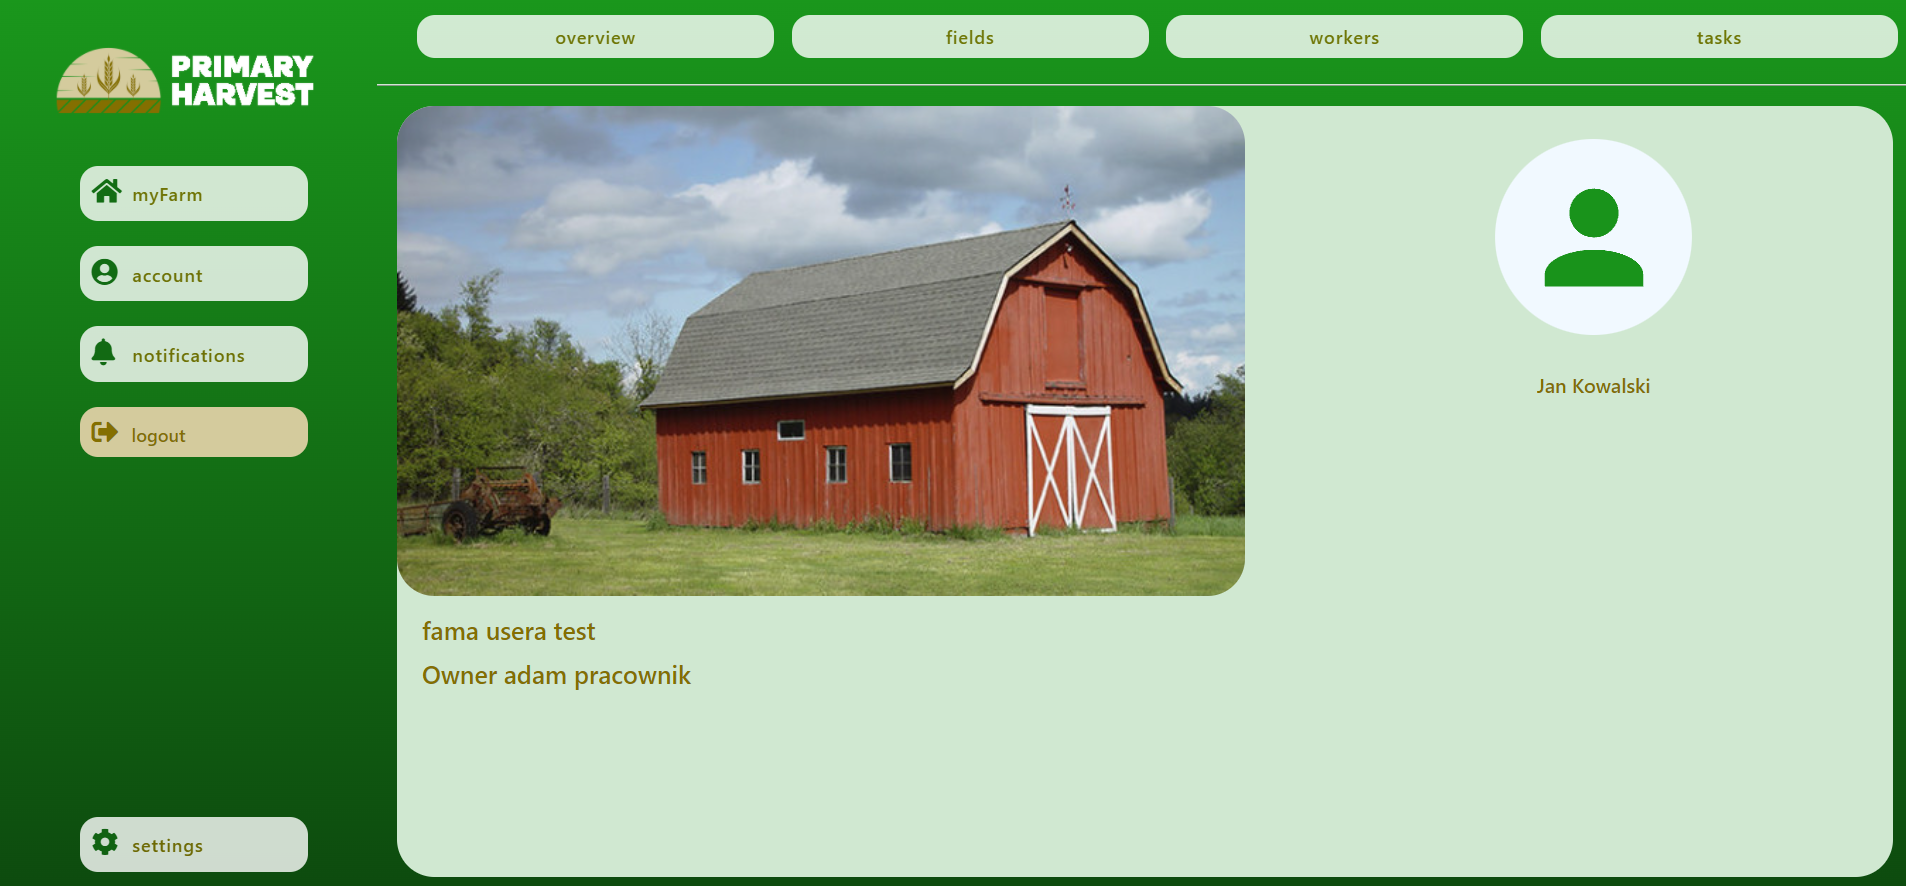 PRIMARY
HARVEST
overview
fields
workers
tasks
myFarm
account
notifications
logout
settings
fama usera test
Owner adam pracownik
Jan Kowalski